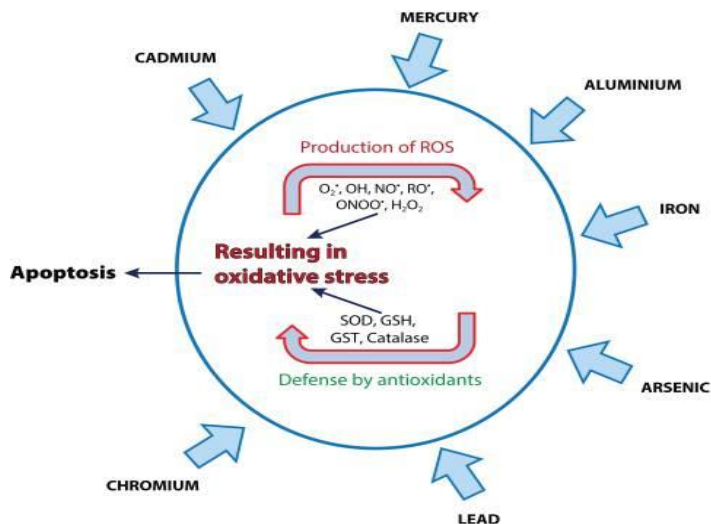 MERCURY
CADMIUM
ALUMINIUM
Production of ROS
O₂•, OH, NO•, RO•,
ONOO•, H₂O₂
IRON
Resulting in
oxidative stress
Apoptosis
SOD, GSH,
GST, Catalase
Defense by antioxidants
ARSENIC
CHROMIUM
LEAD